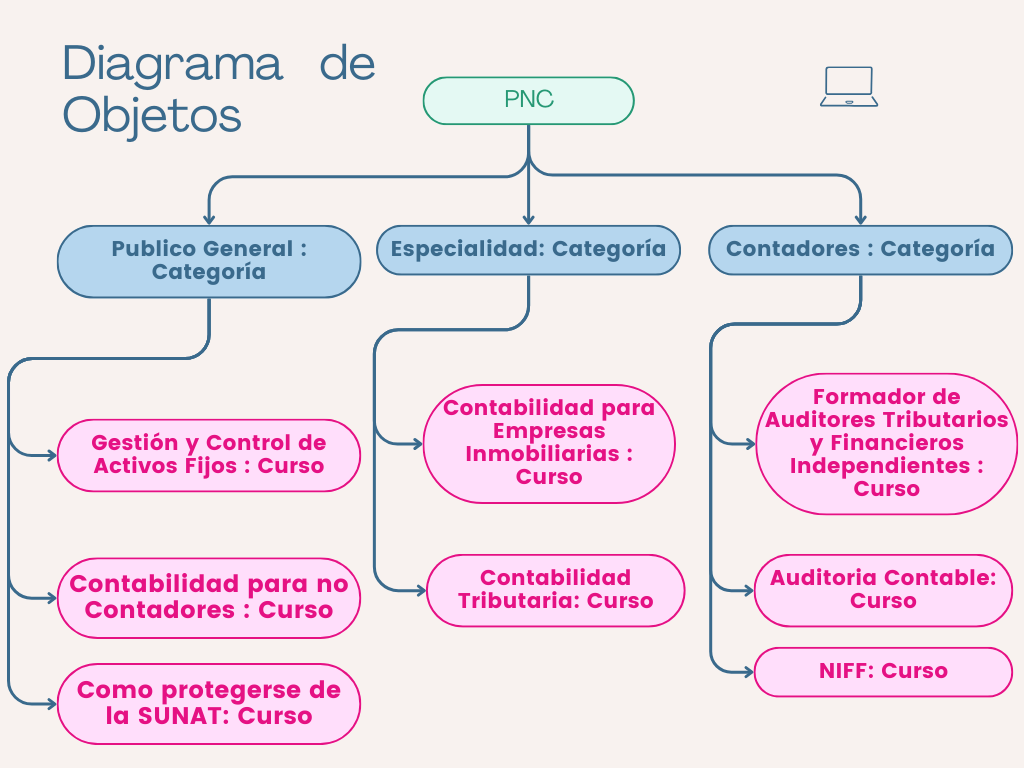 Diagrama de
Objetos
PNC
Publico General :
Categoría
Especialidad: Categoría
Contadores : Categoría
Gestión y Control de
Activos Fijos : Curso
Contabilidad para no
Contadores : Curso
Como protegerse de
la SUNAT: Curso
Contabilidad para
Empresas
Inmobiliarias :
Curso
Contabilidad
Tributaria: Curso
Formador de
Auditores Tributarios
y Financieros
Independientes :
Curso
Auditoria Contable:
Curso
NIFF: Curso